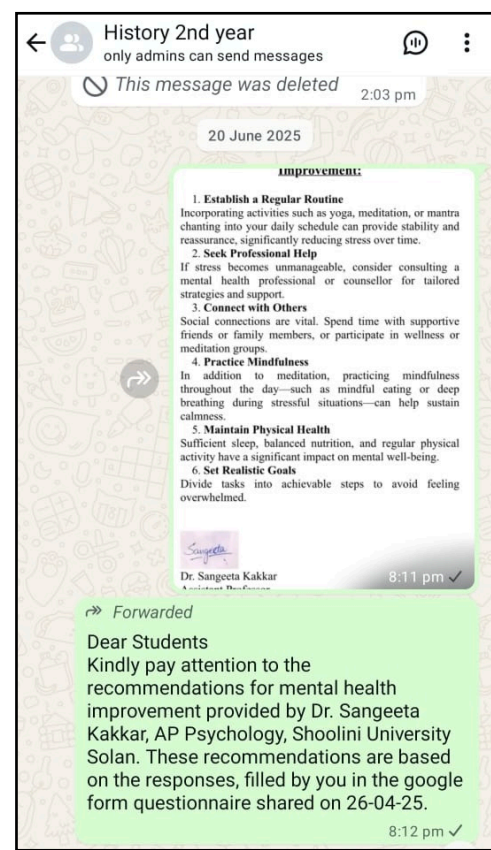 History 2nd year
only admins can send messages
This message was deleted
2:03 pm
20 June 2025
Improvement:
1. Establish a Regular Routine
Incorporating activities such as yoga, meditation, or mantra
chanting into your daily schedule can provide stability and
reassurance, significantly reducing stress over time.
2. Seek Professional Help
If stress becomes unmanageable, consider consulting a
mental health professional or counsellor for tailored
strategies and support.
3. Connect with Others
Social connections are vital. Spend time with supportive
friends or family members, or participate in wellness or
meditation groups.
4. Practice Mindfulness
In addition to meditation, practicing mindfulness
throughout the day—such as mindful eating or deep
breathing during stressful situations—can help sustain
calmness.
5. Maintain Physical Health
Sufficient sleep, balanced nutrition, and regular physical
activity have a significant impact on mental well-being.
6. Set Realistic Goals
Divide tasks into achievable steps to avoid feeling
overwhelmed.
Sangeeta
Dr. Sangeeta Kakkar
8:11 pm
Assistant Professor
Forwarded
Dear Students
Kindly pay attention to the
recommendations for mental health
improvement provided by Dr. Sangeeta
Kakkar, AP Psychology, Shoolini University
Solan. These recommendations are based
on the responses, filled by you in the google
form questionnaire shared on 26-04-25.
8:12 pm